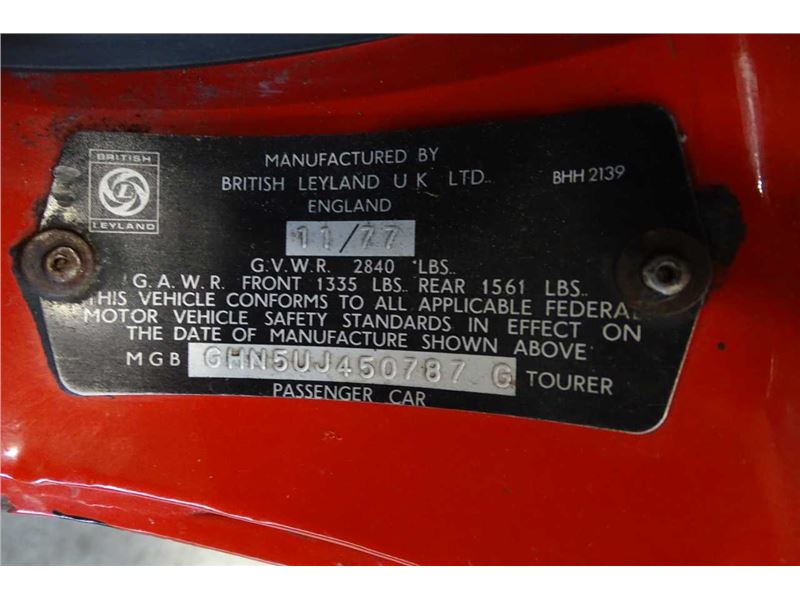 BRITISH
LEYLAND
MANUFACTURED BY
BRITISH LEYLAND U K LTD..
BHH 2139
ENGLAND
11/77
G.V.W.R. 2840 LBS..
G.A.W.R. FRONT 1335 LBS. REAR 1561 LBS..
THIS VEHICLE CONFORMS TO ALL APPLICABLE FEDERAL
MOTOR VEHICLE SAFETY STANDARDS IN EFFECT ON
THE DATE OF MANUFACTURE SHOWN ABOVE
MGB GHN5UJ450787 G TOURER
PASSENGER CAR